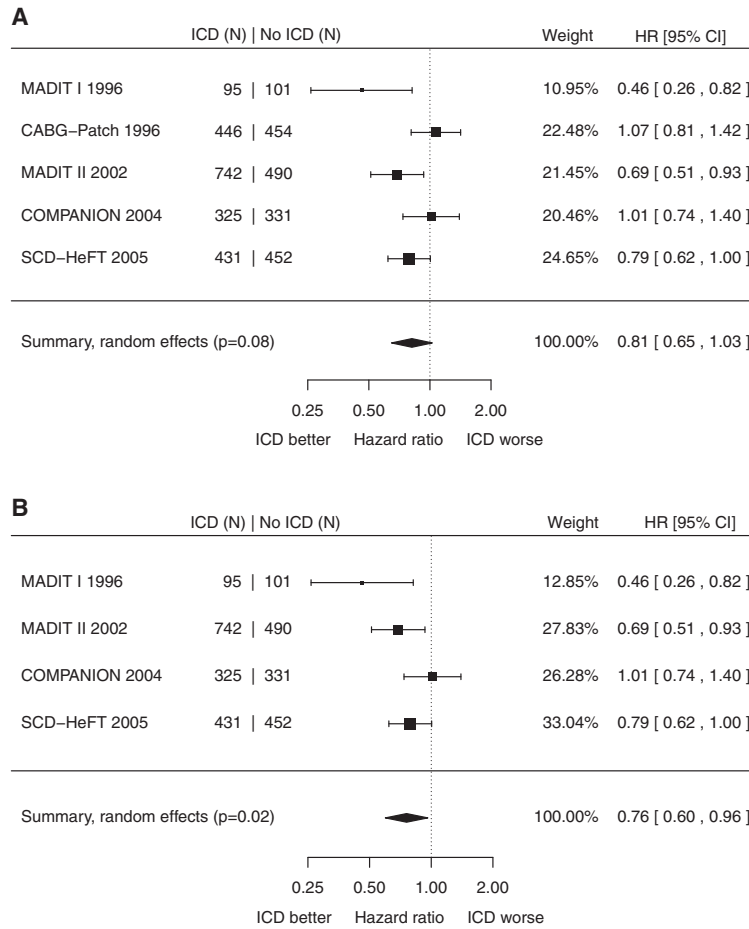 A
ICD (N) | No ICD (N) Weight HR [95% CI]
MADIT I 1996 95 | 101 10.95% 0.46 [ 0.26 , 0.82 ]
CABG−Patch 1996 446 | 454 22.48% 1.07 [ 0.81 , 1.42 ]
MADIT II 2002 742 | 490 21.45% 0.69 [ 0.51 , 0.93 ]
COMPANION 2004 325 | 331 20.46% 1.01 [ 0.74 , 1.40 ]
SCD−HeFT 2005 431 | 452 24.65% 0.79 [ 0.62 , 1.00 ]
Summary, random effects (p=0.08) 100.00% 0.81 [ 0.65 , 1.03 ]
0.25 0.50 1.00 2.00
ICD better Hazard ratio ICD worse
B
ICD (N) | No ICD (N) Weight HR [95% CI]
MADIT I 1996 95 | 101 12.85% 0.46 [ 0.26 , 0.82 ]
MADIT II 2002 742 | 490 27.83% 0.69 [ 0.51 , 0.93 ]
COMPANION 2004 325 | 331 26.28% 1.01 [ 0.74 , 1.40 ]
SCD−HeFT 2005 431 | 452 33.04% 0.79 [ 0.62 , 1.00 ]
Summary, random effects (p=0.02) 100.00% 0.76 [ 0.60 , 0.96 ]
0.25 0.50 1.00 2.00
ICD better Hazard ratio ICD worse